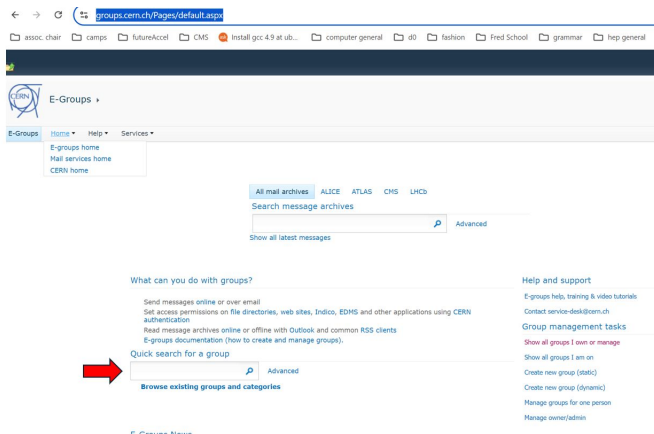 groups.cern.ch/Pages/default.aspx
assoc. chair camps futureAccel CMS Install gcc 4.9 at ub... computer general d0 fashion Fred School grammar hep general
CERN
E-Groups
E-Groups Home Help Services
E-groups home
Mail services home
CERN home
All mail archives ALICE ATLAS CMS LHCb
Search message archives
Advanced
Show all latest messages
What can you do with groups?
Send messages online or over email
Set access permissions on file directories, web sites, Indico, EDMS and other applications using CERN
authentication
Read message archives online or offline with Outlook and common RSS clients
E-groups documentation (how to create and manage groups).
Quick search for a group
Advanced
Browse existing groups and categories
E-Groups News
Help and support
E-groups help, training & video tutorials
Contact service-desk@cern.ch
Group management tasks
Show all groups I own or manage
Show all groups I am on
Create new group (static)
Create new group (dynamic)
Manage groups for one person
Manage owner/admin